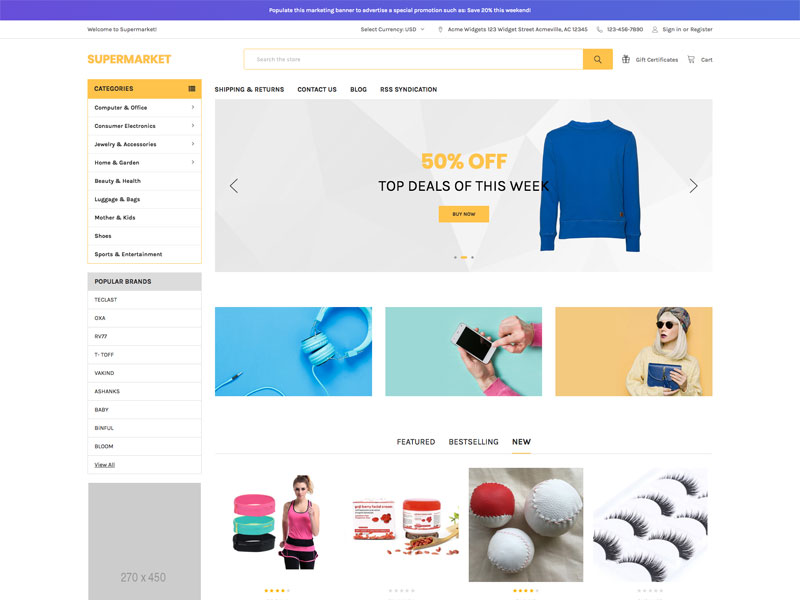 Populate this marketing banner to advertise a special promotion such as: Save 20% this weekend!
Welcome to Supermarket!
Select Currency: USD
Acme Widgets 123 Widget Street Acmeville, AC 12345
123-456-7890
Sign in or Register
SUPERMARKET
Search the store
Gift Certificates
Cart
CATEGORIES
SHIPPING & RETURNS
CONTACT US
BLOG
RSS SYNDICATION
Computer & Office
Consumer Electronics
Jewelry & Accessories
Home & Garden
Beauty & Health
Luggage & Bags
Mother & Kids
Shoes
Sports & Entertainment
50% OFF
TOP DEALS OF THIS WEEK
BUY NOW
POPULAR BRANDS
TECLAST
OXA
RV77
T- TOFF
VAKIND
ASHANKS
BABY
BINFUL
BLOOM
View All
FEATURED
BESTSELLING
NEW
goji berry facial cream
270 x 450